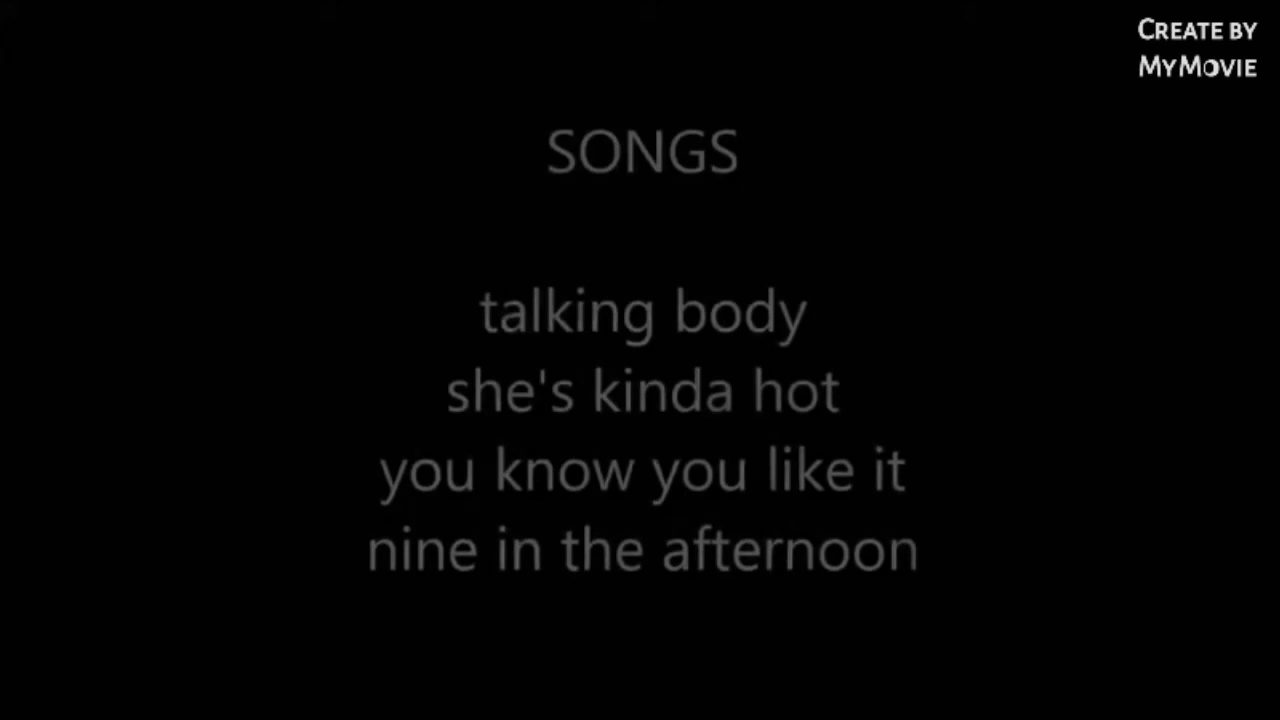 CREATE BY
MYMOVIE
SONGS
talking body
she's kinda hot
you know you like it
nine in the afternoon